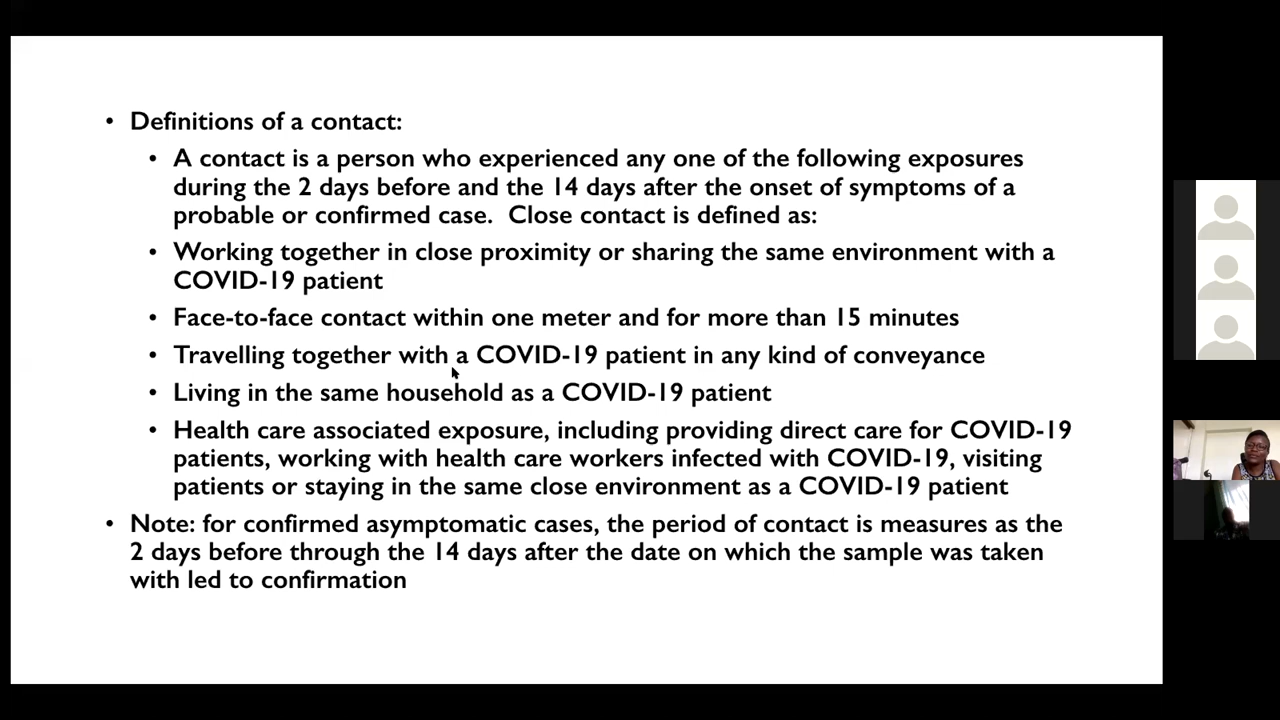 • Definitions of a contact:
• A contact is a person who experienced any one of the following exposures
during the 2 days before and the 14 days after the onset of symptoms of a
probable or confirmed case.  Close contact is defined as:
• Working together in close proximity or sharing the same environment with a
COVID-19 patient
• Face-to-face contact within one meter and for more than 15 minutes
• Travelling together with a COVID-19 patient in any kind of conveyance
• Living in the same household as a COVID-19 patient
• Health care associated exposure, including providing direct care for COVID-19
patients, working with health care workers infected with COVID-19, visiting
patients or staying in the same close environment as a COVID-19 patient
• Note: for confirmed asymptomatic cases, the period of contact is measures as the
2 days before through the 14 days after the date on which the sample was taken
with led to confirmation